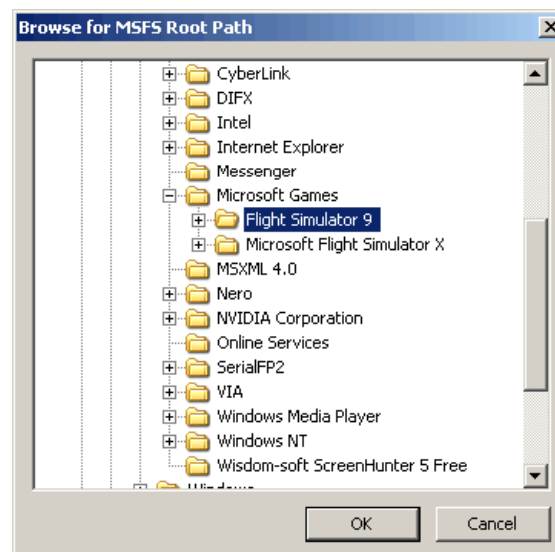 Browse for MSFS Root Path
CyberLink
DIFX
Intel
Internet Explorer
Messenger
Microsoft Games
Flight Simulator 9
Microsoft Flight Simulator X
MSXML 4.0
Nero
NVIDIA Corporation
Online Services
SerialFP2
VIA
Windows Media Player
Windows NT
Wisdom-soft ScreenHunter 5 Free
Windows
OK Cancel